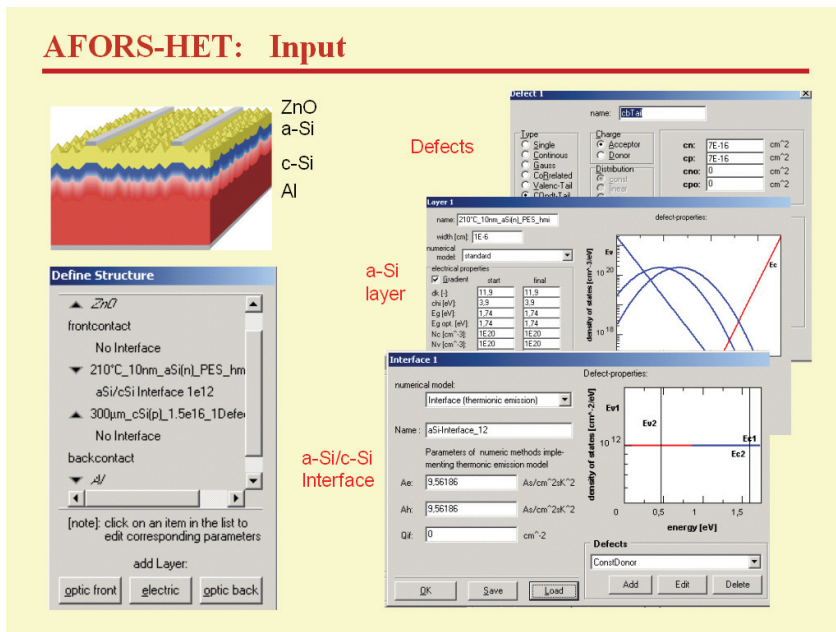 AFORS-HET: Input
ZnO
a-Si
c-Si
Al
Defects
Defect 1
name: cbTail
Type
Single
Continous
Gauss
CoRrelated
Valenc-Tail
COndt-Tail
Charge
Acceptor
Donor
Distribution
const
linear
cn: 7E-16 cm^2
cp: 7E-16 cm^2
cno: 0 cm^2
cpo: 0 cm^2
a-Si
layer
Layer 1
name: 210°C_10nm_aSi(n)_PES_hmi
width [cm]: 1E-6
numerical
model: standard
electrical properties
Gradient start final
dk [-]: 11,9 11,9
chi [eV]: 3,9 3,9
Eg [eV]: 1,74 1,74
Eg opt. [eV]: 1,74 1,74
Nc [cm^-3]: 1E20 1E20
Nv [cm^-3]: 1E20 1E20
defect-properties:
density of states [cm^-3/eV]
Ev
Ec
10 20
10 18
Define Structure
ZnO
frontcontact
No Interface
210°C_10nm_aSi(n)_PES_hm
aSi/cSi Interface 1e12
300µm_cSi(p)_1.5e16_1Defe
No Interface
backcontact
Al
[note]: click on an item in the list to
edit corresponding parameters
add Layer:
optic front electric optic back
a-Si/c-Si
Interface
Interface 1
numerical model:
Interface (thermionic emission)
Name : aSi-Interface_12
Parameters of numeric methods imple-
menting thermionic emission model
Ae: 9,56186 As/cm^2sK^2
Ah: 9,56186 As/cm^2sK^2
Qif: 0 cm^-2
OK Save Load
Defect-properties:
density of states [cm^-2/eV]
Ev1
Ev2
Ec1
Ec2
10 12
0 0,5 1 1,5
energy [eV]
Defects
ConstDonor
Add Edit Delete